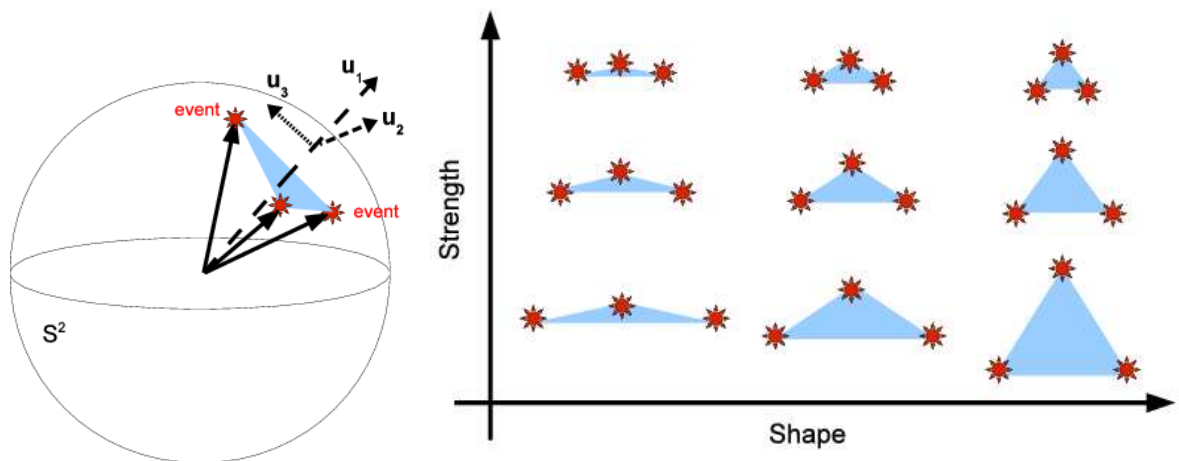 u1
u3
event
u2
event
S2
Strength
Shape